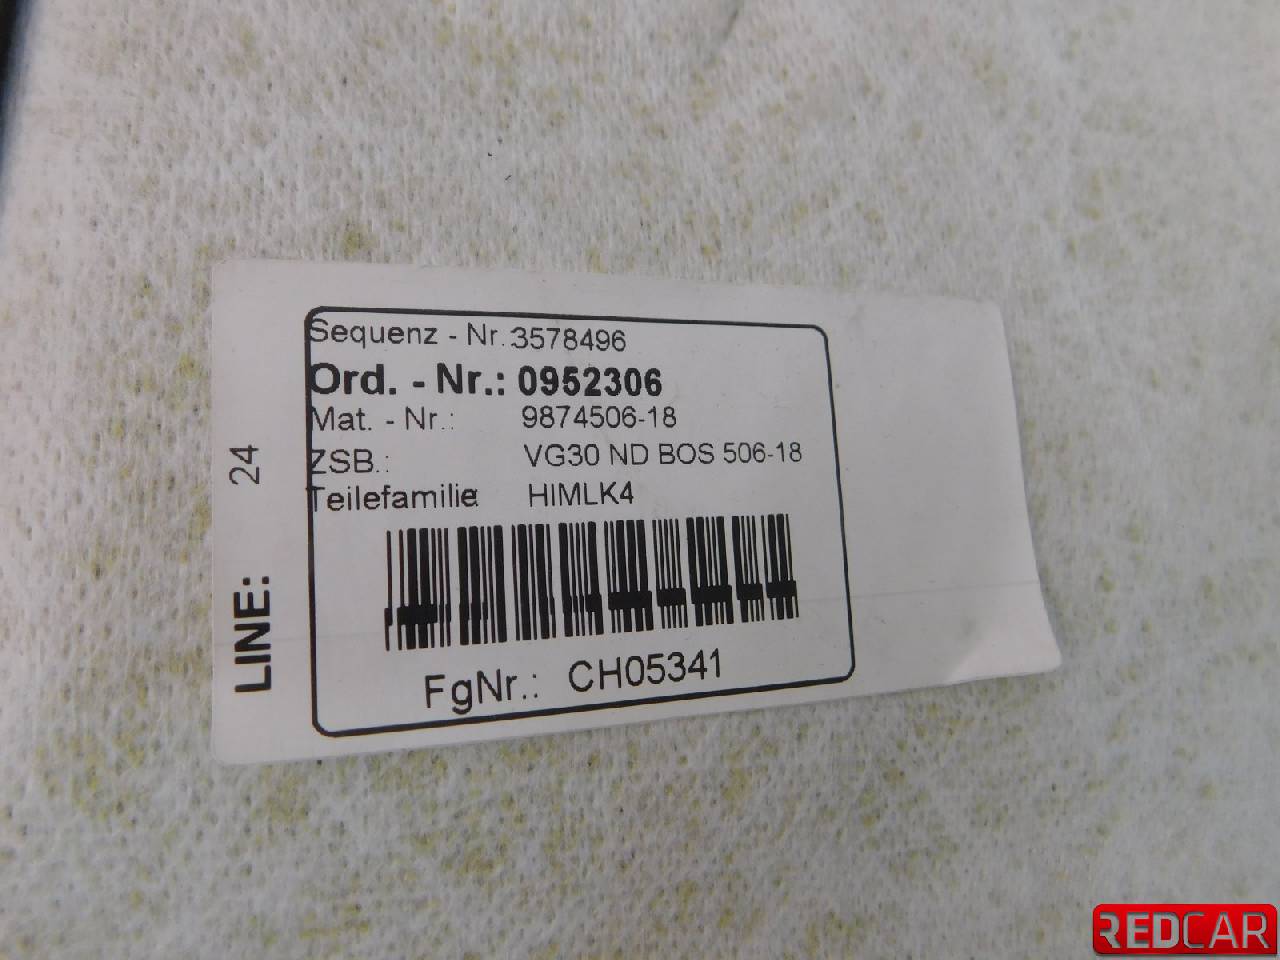 Sequenz - Nr.3578496
Ord. - Nr.: 0952306
Mat. - Nr.: 9874506-18
ZSB.: VG30 ND BOS 506-18
Teilefamilie HIMLK4
FgNr.: CH05341
LINE: 24
REDCAR